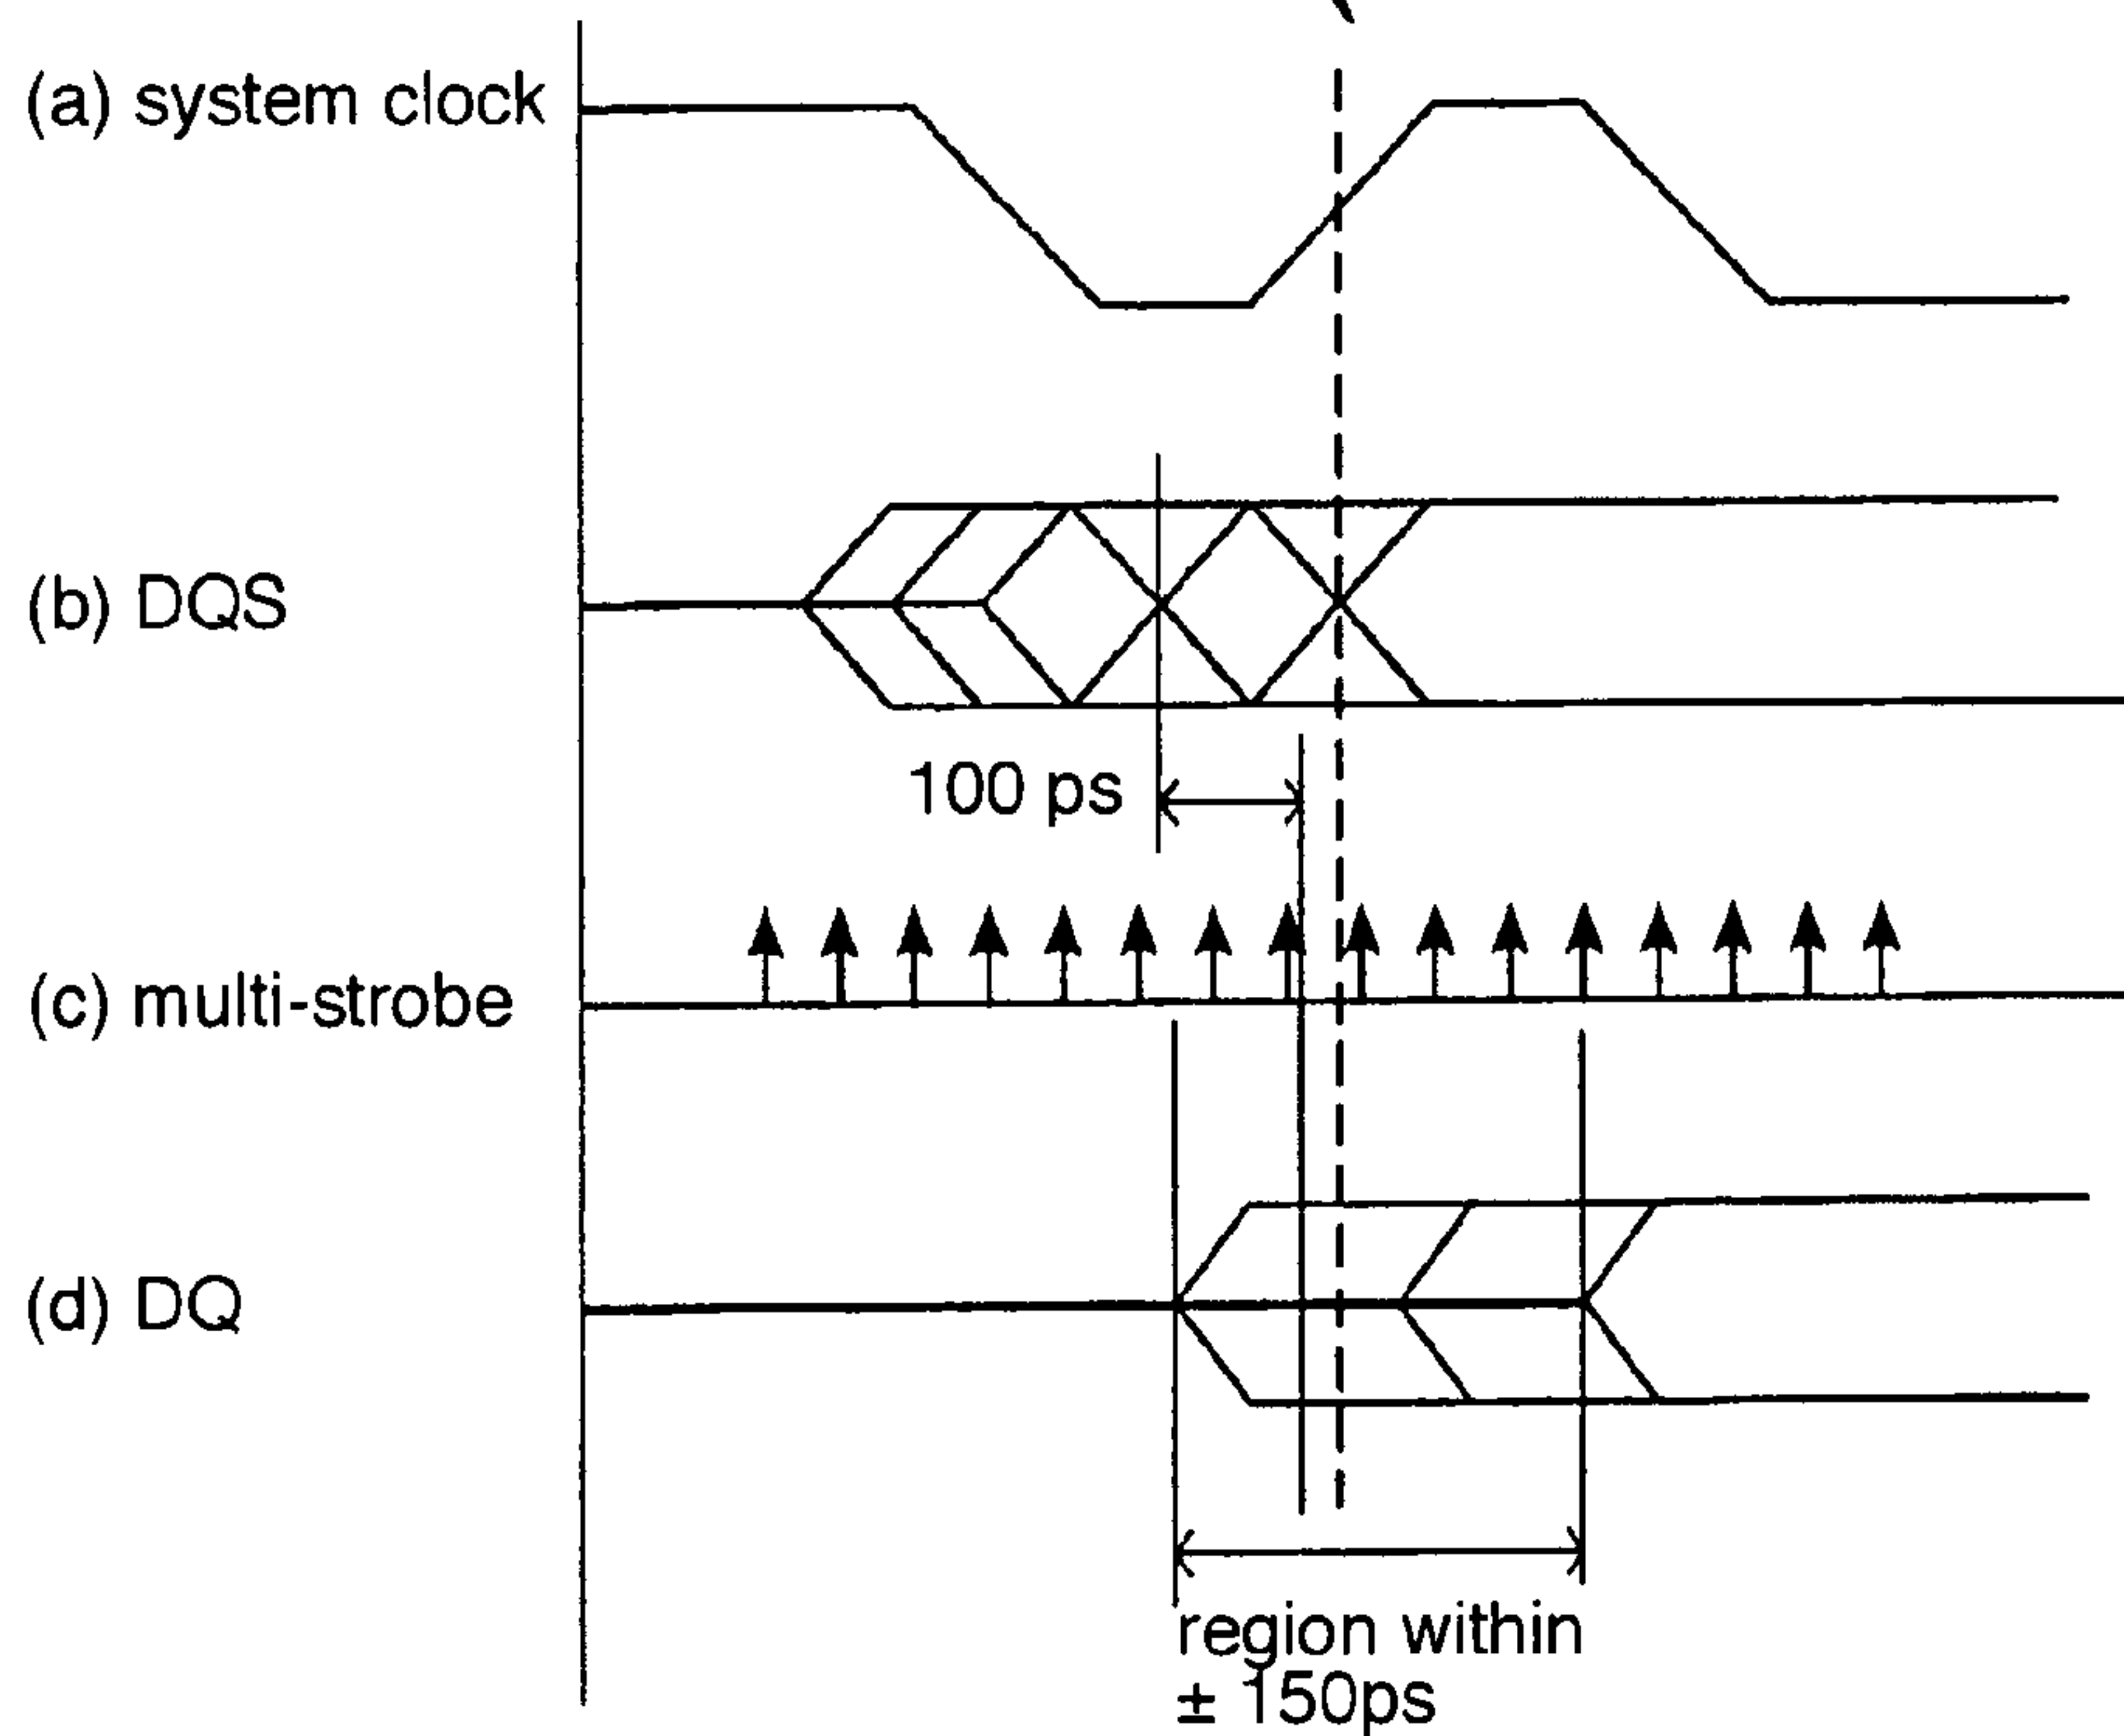 (a) system clock
(b) DQS
100 ps
(c) multi-strobe
(d) DQ
region within
± 150ps